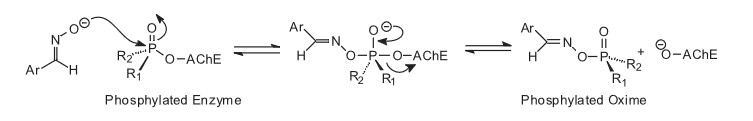 O⊖ N Ar H
O P R2 R1 O−AChE
Ar N H O O⊖ P R2 R1 O−AChE
Ar N H O O P R2 R1 + ⊖O−AChE
Phosphylated Enzyme
Phosphylated Oxime